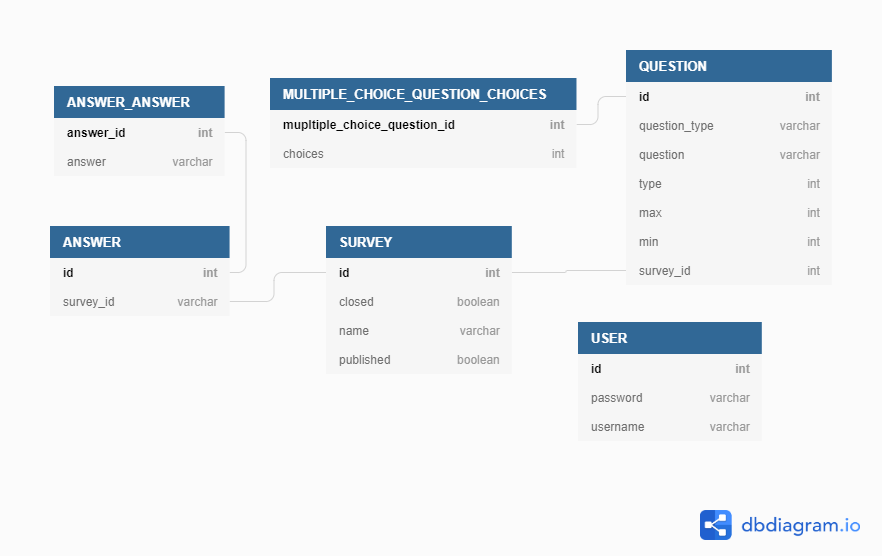 ANSWER_ANSWER
answer_id int
answer varchar
MULTIPLE_CHOICE_QUESTION_CHOICES
mupltiple_choice_question_id int
choices int
QUESTION
id int
question_type varchar
question varchar
type int
max int
min int
survey_id int
ANSWER
id int
survey_id varchar
SURVEY
id int
closed boolean
name varchar
published boolean
USER
id int
password varchar
username varchar
dbdiagram.io